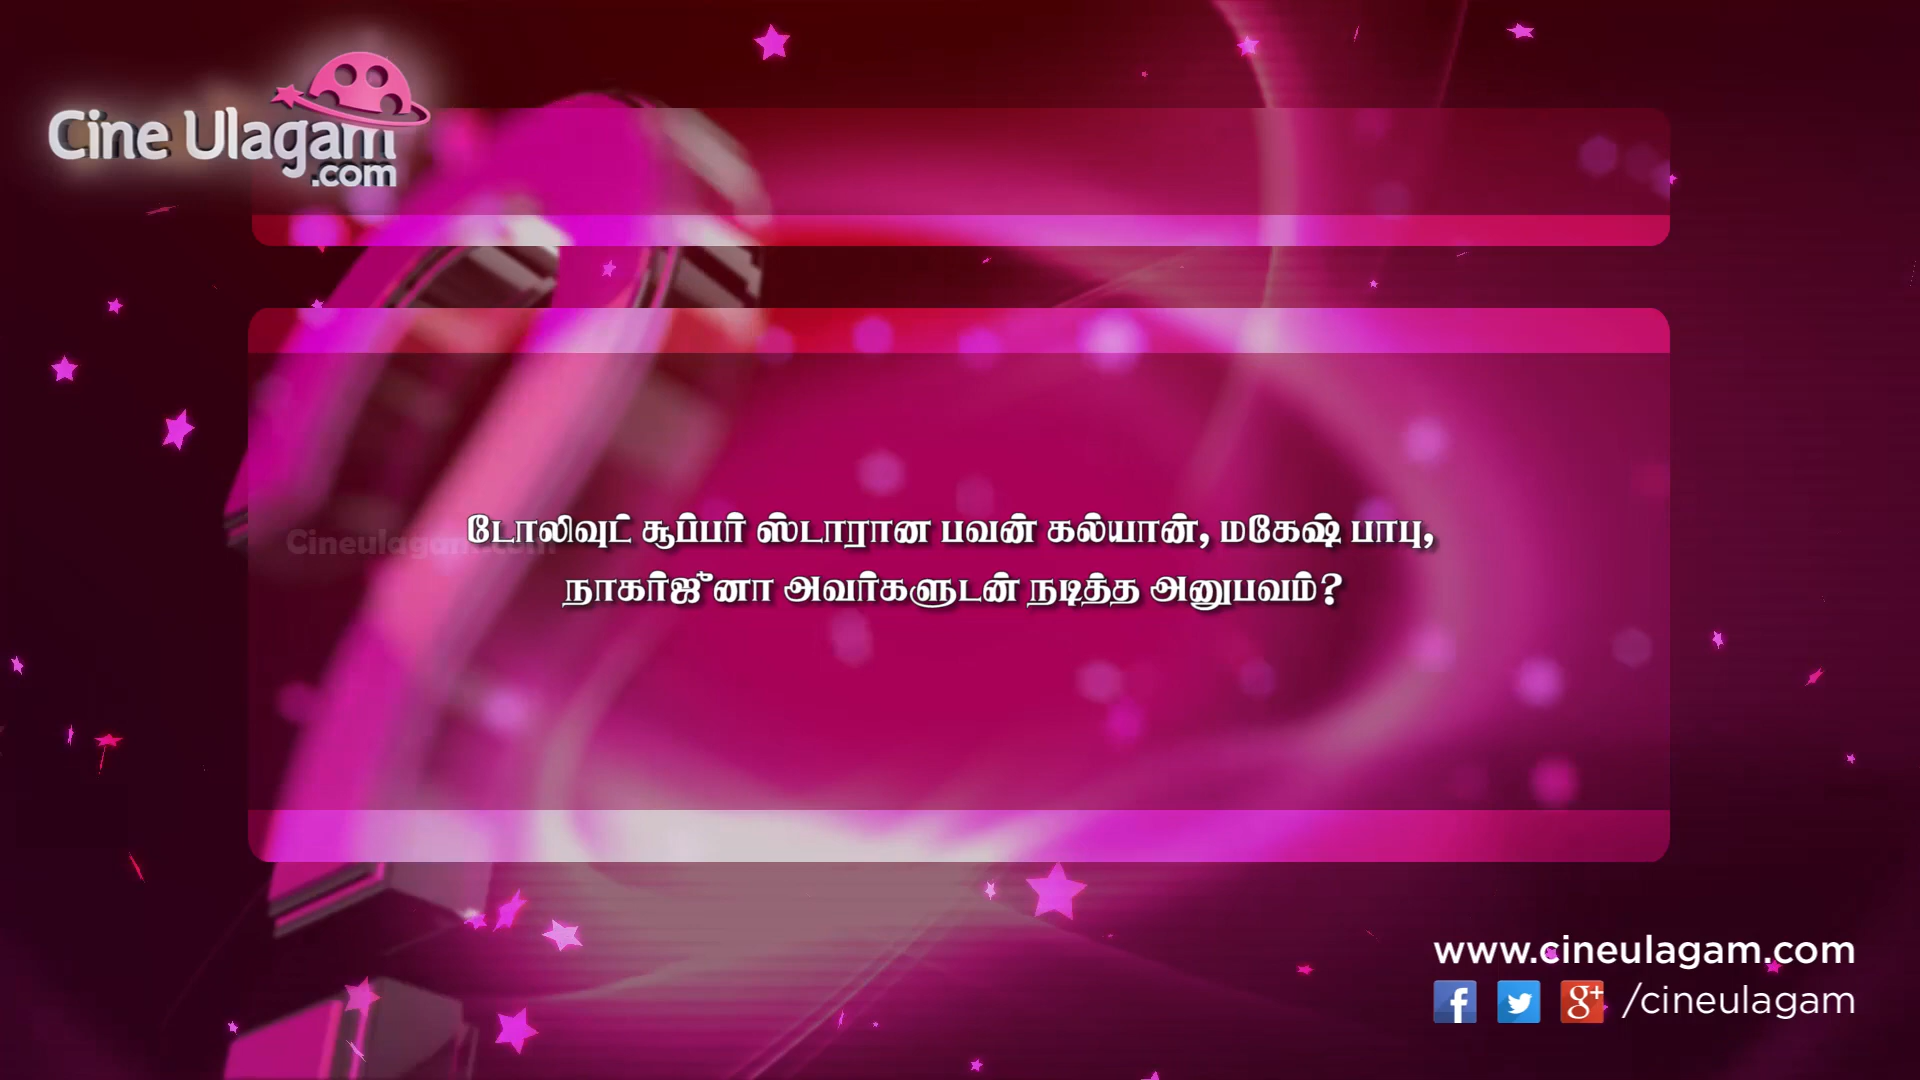 Cine Ulagam
.com
Cineulagam.com
டோலிவுட் சூப்பர் ஸ்டாரான பவன் கல்யான், மகேஷ் பாபு,
நாகர்ஜுனா அவர்களுடன் நடித்த அனுபவம்?
www.cineulagam.com
/cineulagam